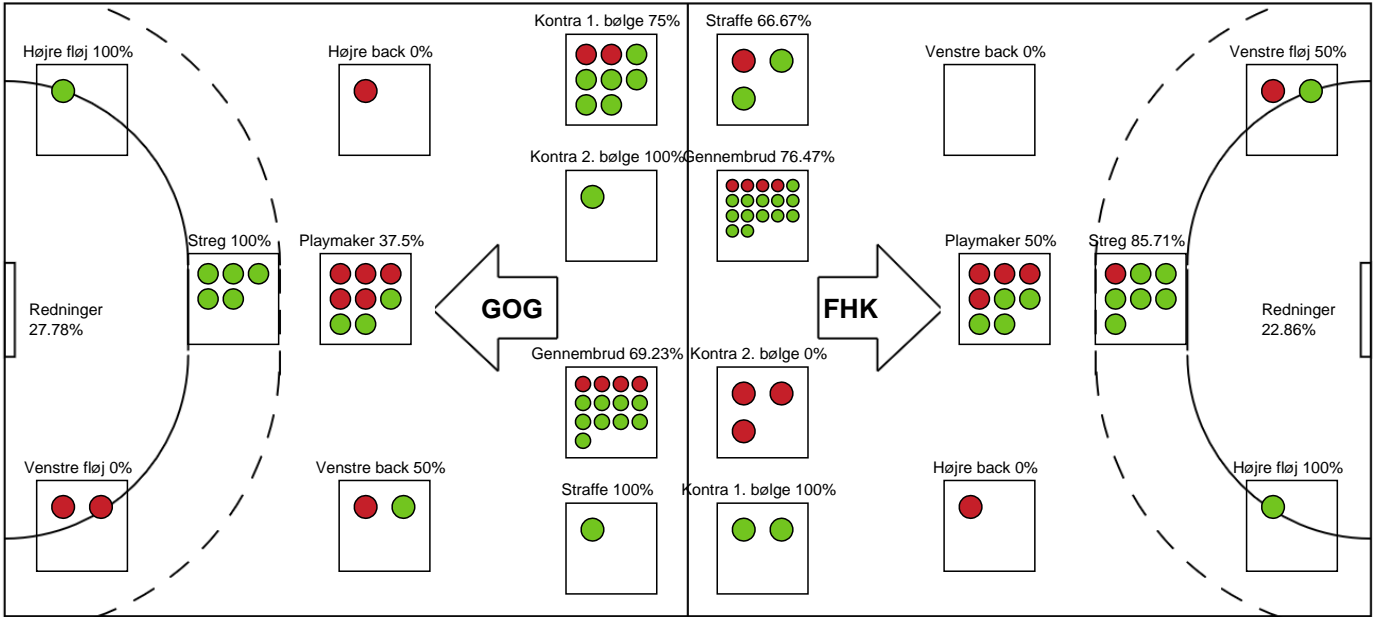 Kontra 1. bølge 75%
Straffe 66.67%
Højre fløj 100%
Højre back 0%
Venstre back 0%
Venstre fløj 50%
Kontra 2. bølge 100%
Gennembrud 76.47%
Streg 100%
Playmaker 37.5%
Playmaker 50%
Streg 85.71%
Redninger
27.78%
GOG
FHK
Redninger
22.86%
Gennembrud 69.23%
Kontra 2. bølge 0%
Venstre fløj 0%
Venstre back 50%
Højre back 0%
Højre fløj 100%
Straffe 100%
Kontra 1. bølge 100%